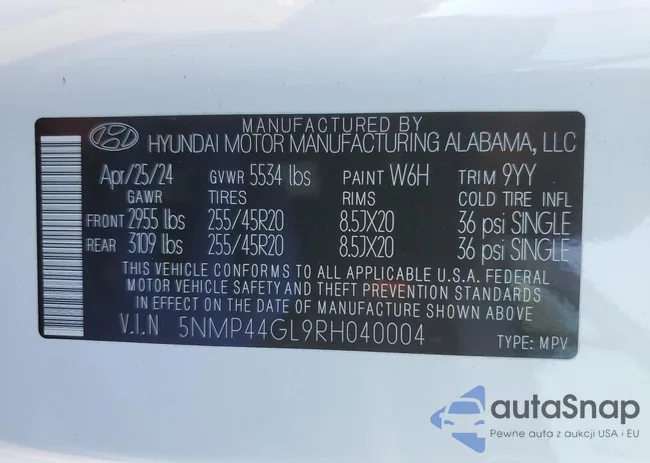 MANUFACTURED BY
HYUNDAI MOTOR MANUFACTURING ALABAMA, LLC
Apr/25/24 GVWR 5534 lbs PAINT W6H TRIM 9YY
GAWR TIRES RIMS COLD TIRE INFL
FRONT 2955 lbs 255/45R20 8.5JX20 36 psi SINGLE
REAR 3109 lbs 255/45R20 8.5JX20 36 psi SINGLE
THIS VEHICLE CONFORMS TO ALL APPLICABLE U.S.A. FEDERAL
MOTOR VEHICLE SAFETY AND THEFT PREVENTION STANDARDS
IN EFFECT ON THE DATE OF MANUFACTURE SHOWN ABOVE.
V.I.N 5NMP44GL9RH040004 TYPE: MPV
autaSnap
Pewne auta z aukcji USA i EU